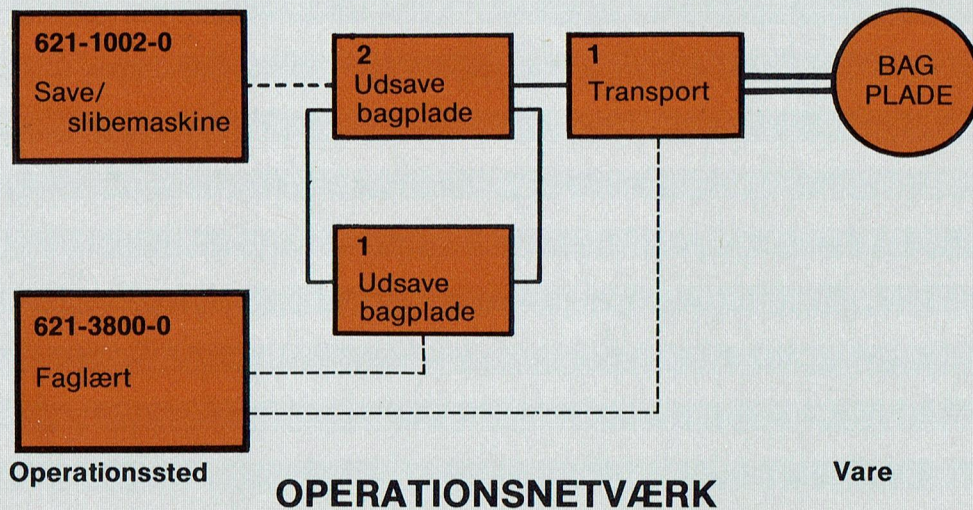 621-1002-0
Save/
slibemaskine
2
Udsave
bagplade
1
Transport
BAG
PLADE
1
Udsave
bagplade
621-3800-0
Faglært
Operationssted
Vare
OPERATIONSNETVÆRK